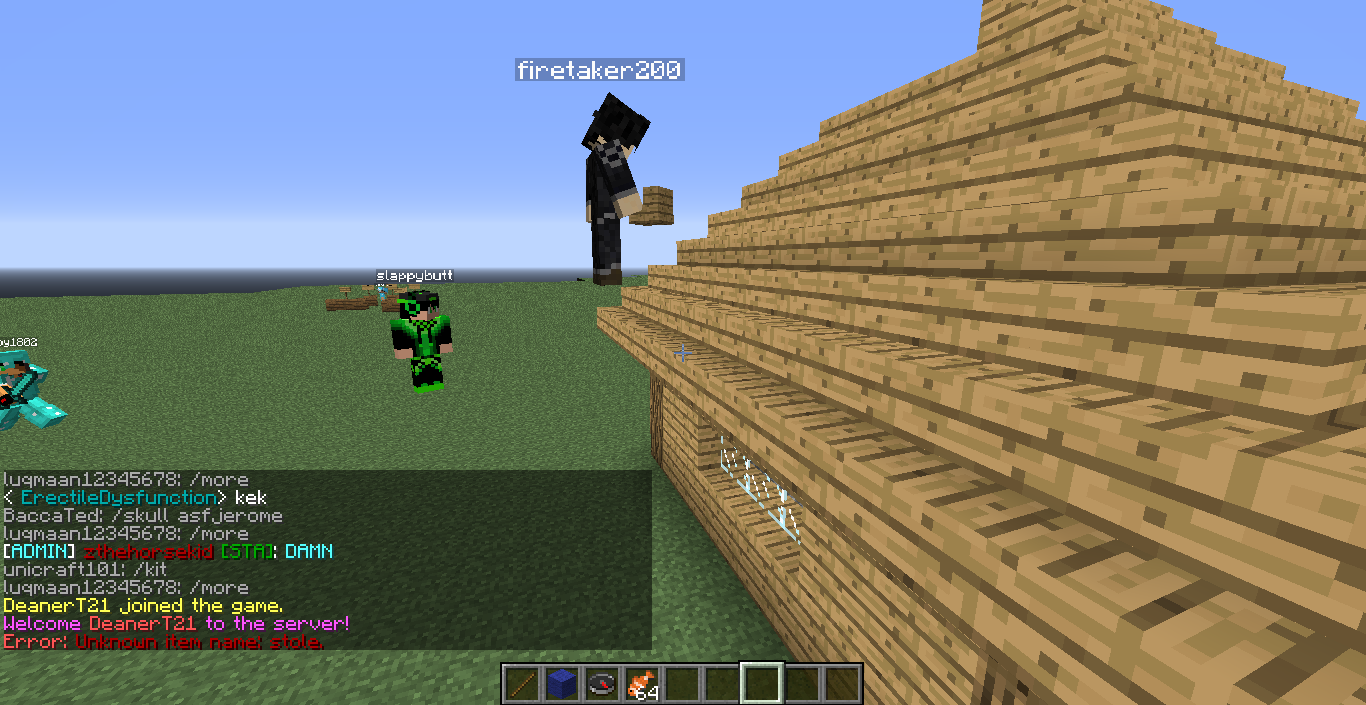 firetaker200
slappybutt
oy1802
luqmaan12345678: /more
< ErectileDysfunction> kek
BaccaTed: /skull asfjerome
luqmaan12345678: /more
[ADMIN] zthehorsekid [STA]: DAMN
unicraft101: /kit
luqmaan12345678: /more
DeanerT21 joined the game.
Welcome DeanerT21 to the server!
Error: Unknown item name: stole.
64